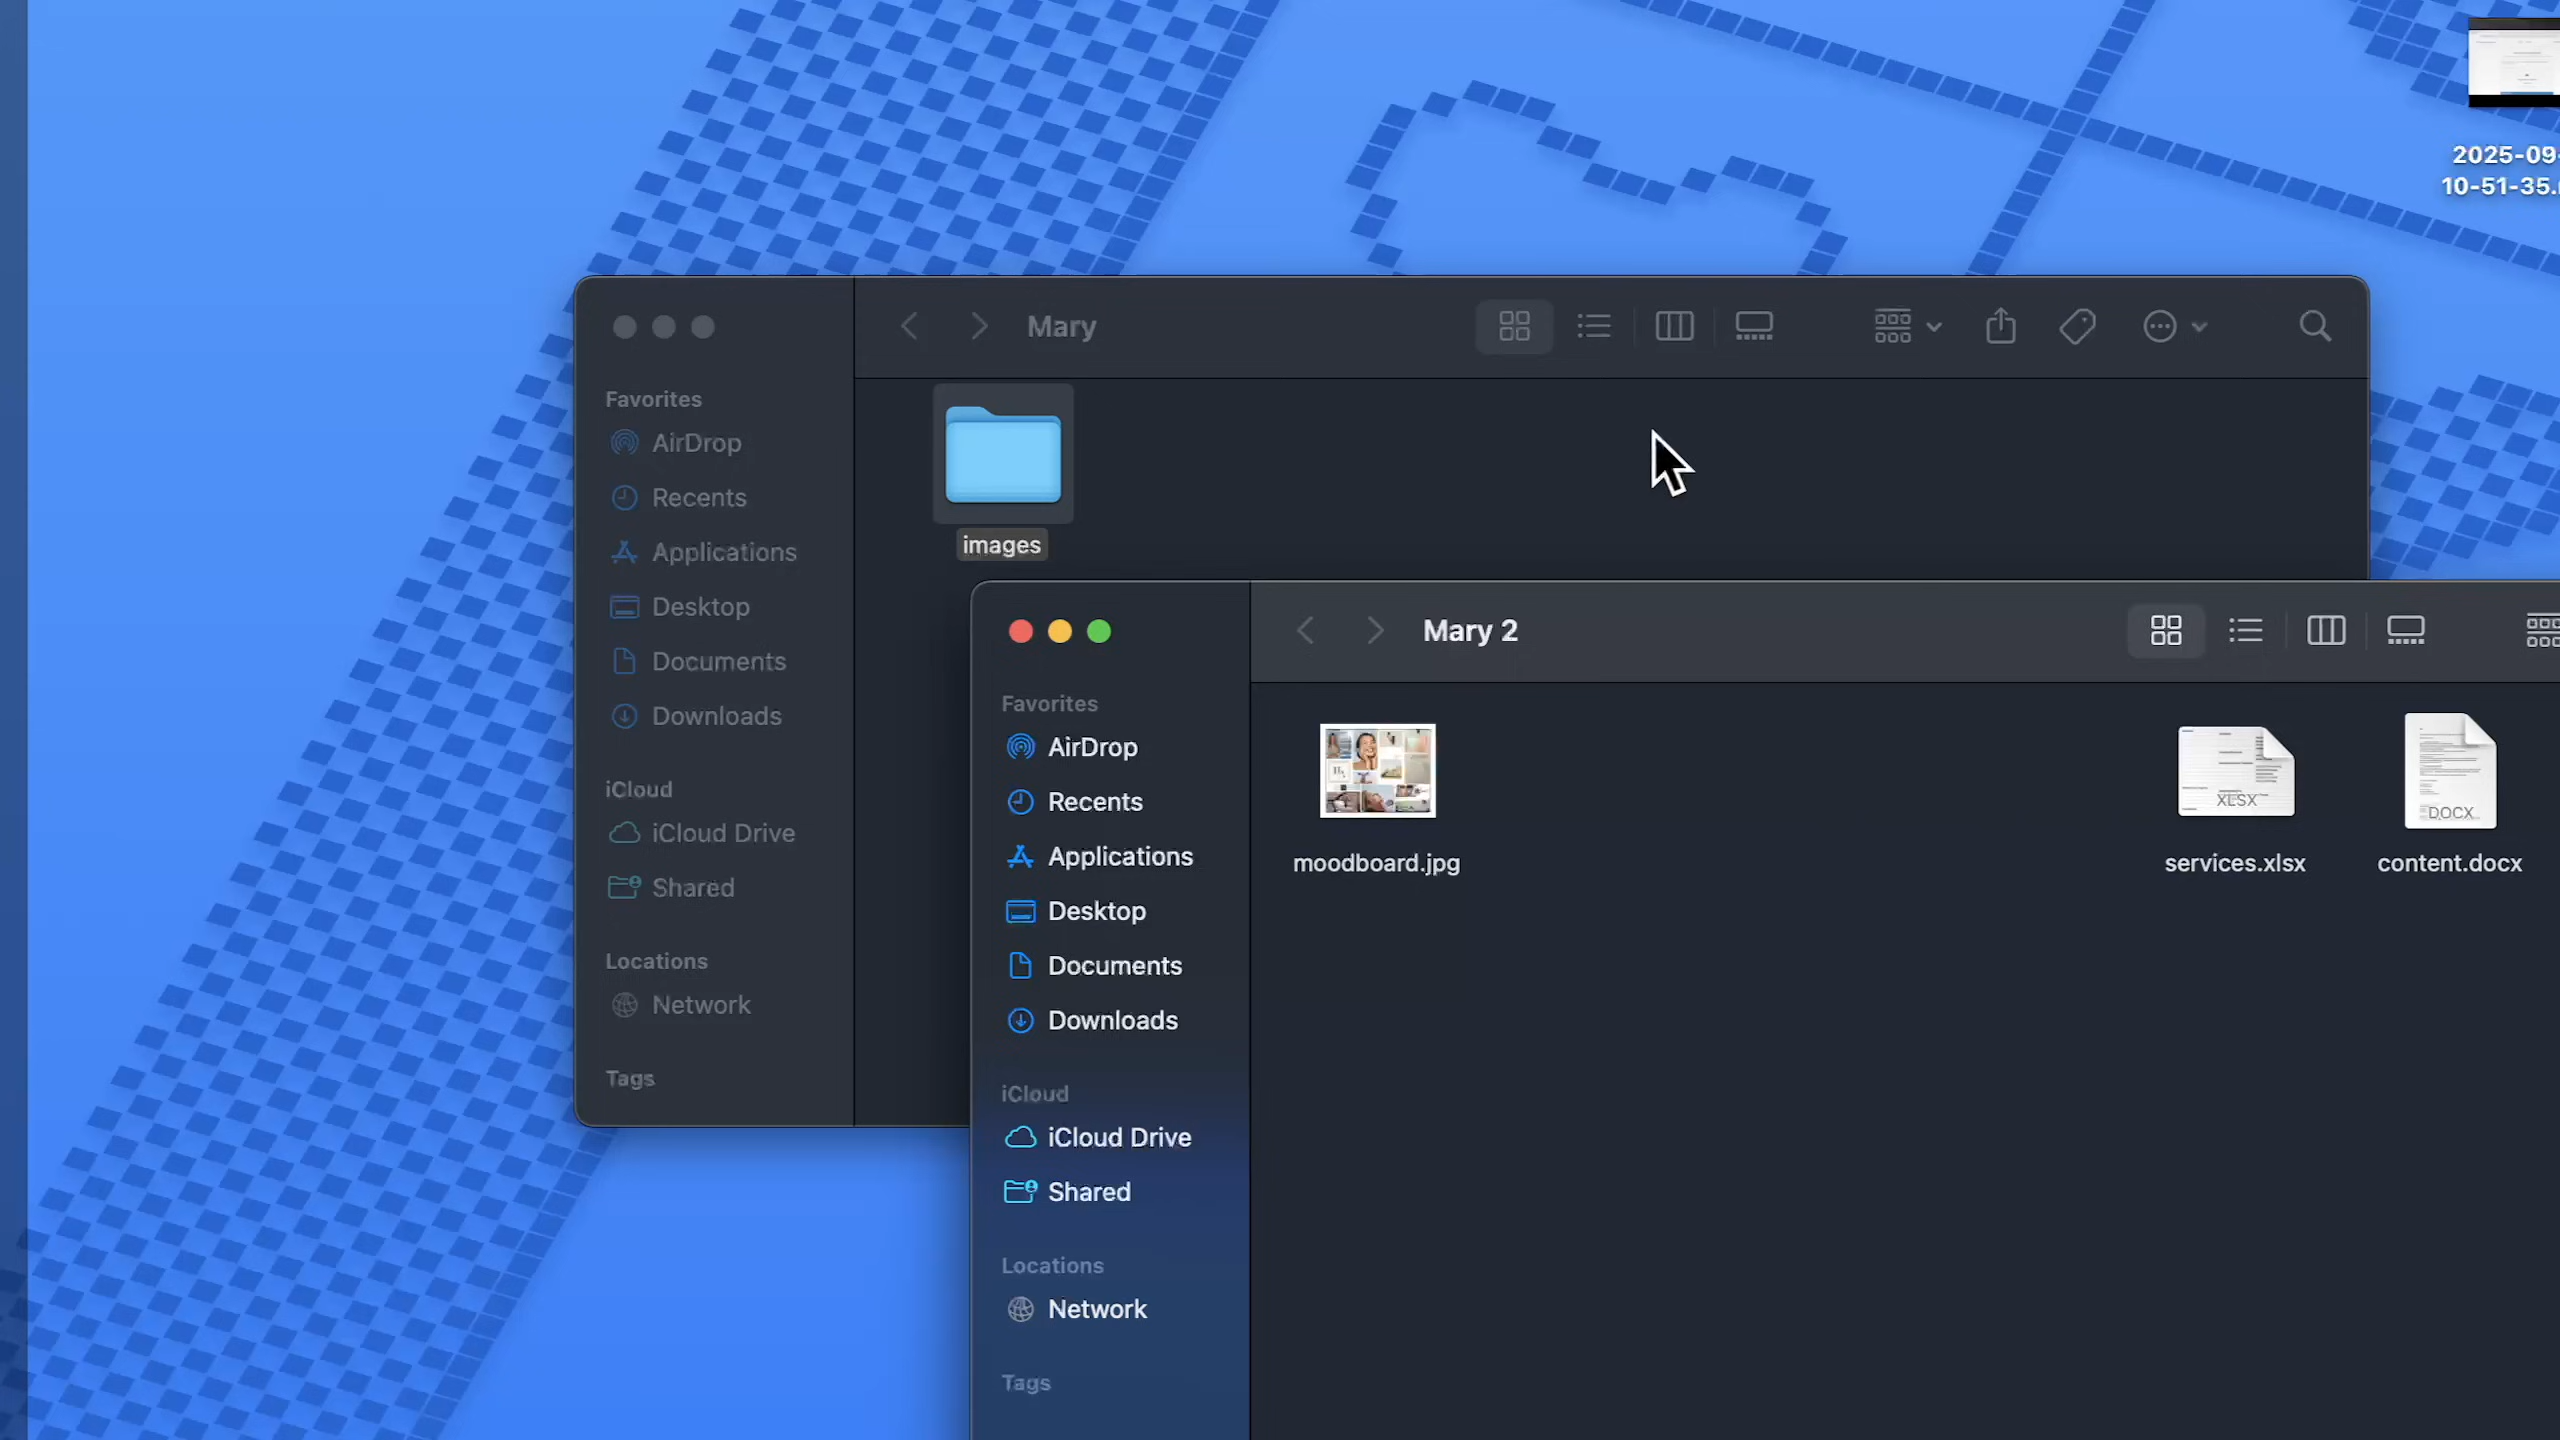 2025-09-
10-51-35.
Mary
Favorites
AirDrop
Recents
Applications
Desktop
Documents
Downloads
iCloud
iCloud Drive
Shared
Locations
Network
Tags
images
Mary 2
Favorites
AirDrop
Recents
Applications
Desktop
Documents
Downloads
iCloud
iCloud Drive
Shared
Locations
Network
Tags
XLSX
DOCX
moodboard.jpg
services.xlsx
content.docx